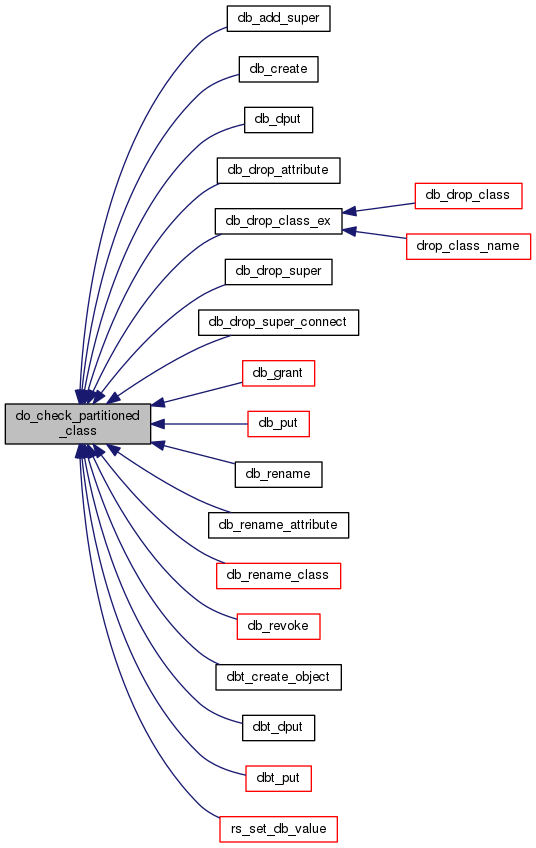 db_add_super
db_create
db_dput
db_drop_attribute
db_drop_class_ex
db_drop_class
drop_class_name
db_drop_super
db_drop_super_connect
db_grant
do_check_partitioned
_class
db_put
db_rename
db_rename_attribute
db_rename_class
db_revoke
dbt_create_object
dbt_dput
dbt_put
rs_set_db_value